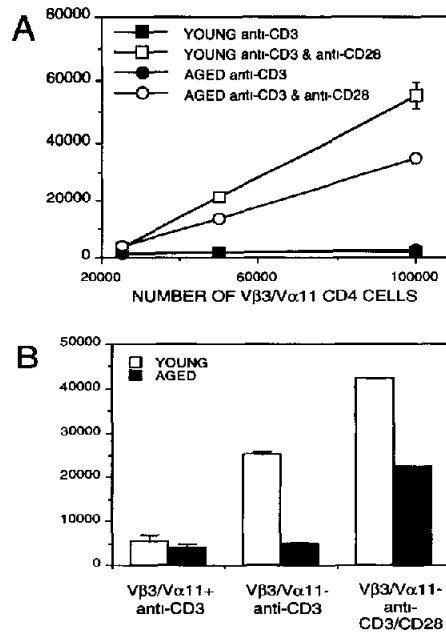 A
YOUNG anti-CD3
YOUNG anti-CD3 & anti-CD28
AGED anti-CD3
AGED anti-CD3 & anti-CD28
80000
60000
40000
20000
0
20000 60000 100000
NUMBER OF Vβ3/Vα11 CD4 CELLS
B
YOUNG
AGED
50000
40000
30000
20000
10000
0
Vβ3/Vα11+ Vβ3/Vα11- Vβ3/Vα11-
anti-CD3 anti-CD3 anti-
CD3/CD28